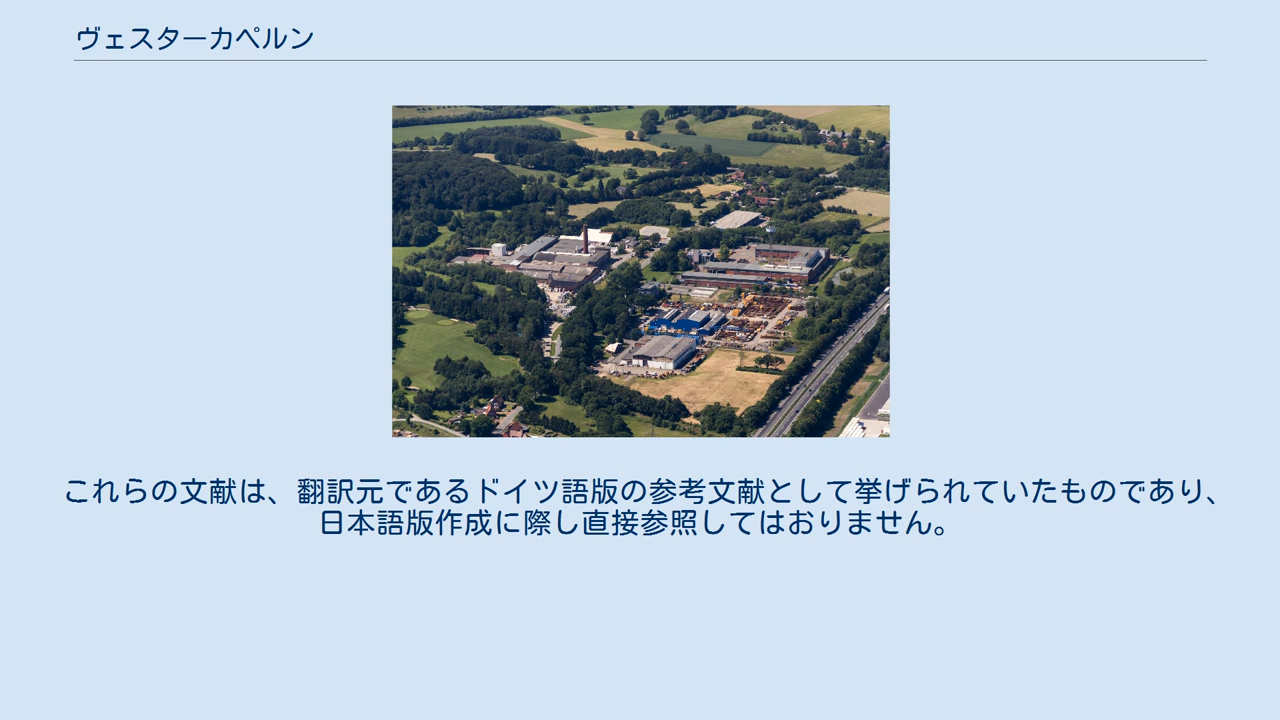 ヴェスターカペルン
これらの文献は、翻訳元であるドイツ語版の参考文献として挙げられていたものであり、
日本語版作成に際し直接参照してはおりません。